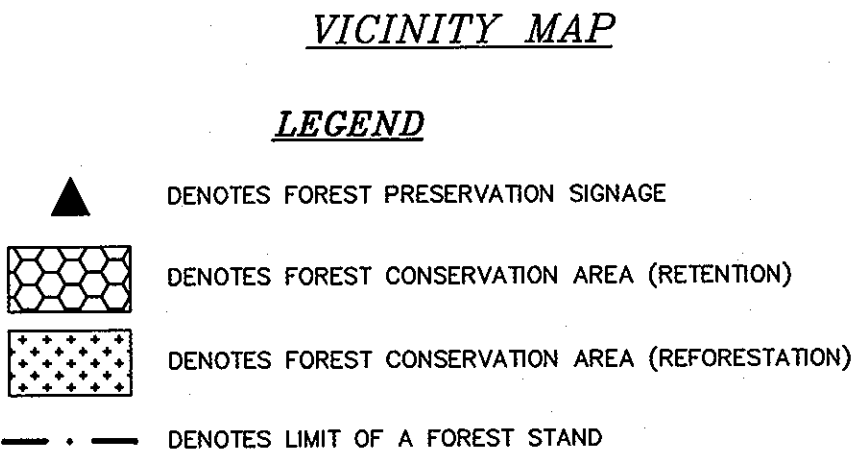 VICINITY MAP
LEGEND
DENOTES FOREST PRESERVATION SIGNAGE
DENOTES FOREST CONSERVATION AREA (RETENTION)
DENOTES FOREST CONSERVATION AREA (REFORESTATION)
DENOTES LIMIT OF A FOREST STAND